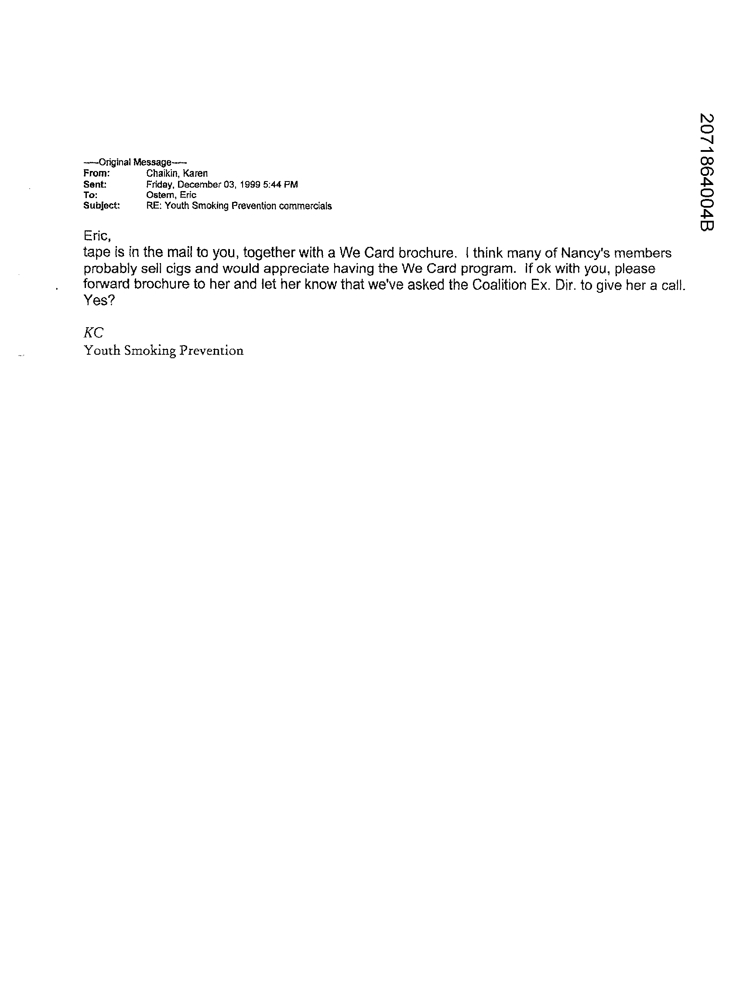 2071864004B
-----Original Message-----
From: Chaikin, Karen
Sent: Friday, December 03, 1999 5:44 PM
To: Ostern, Eric
Subject: RE: Youth Smoking Prevention commercials
Eric,
tape is in the mail to you, together with a We Card brochure. I think many of Nancy's members
probably sell cigs and would appreciate having the We Card program. If ok with you, please
forward brochure to her and let her know that we've asked the Coalition Ex. Dir. to give her a call.
Yes?
KC
Youth Smoking Prevention